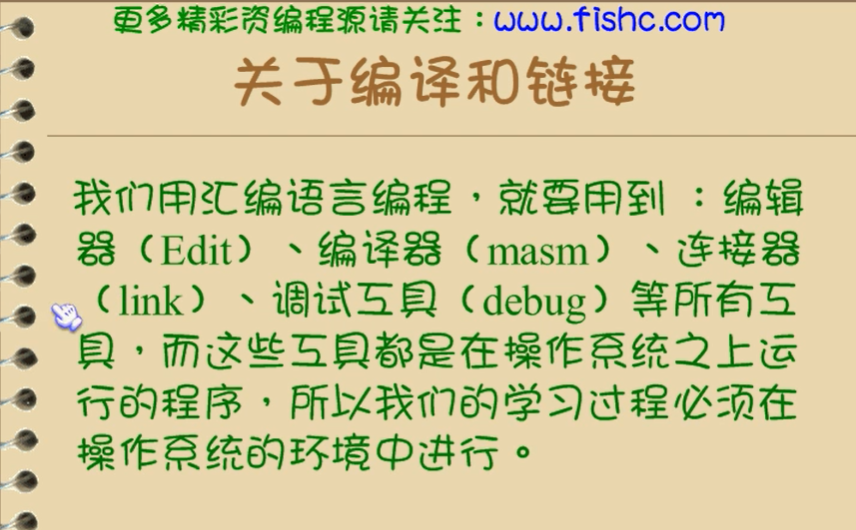 更多精彩资编程源请关注：www.fishc.com
关于编译和链接
我们用汇编语言编程，就要用到：编辑
器（Edit）、编译器（masm）、连接器
（link）、调试工具（debug）等所有工
具，而这些工具都是在操作系统之上运
行的程序，所以我们的学习过程必须在
操作系统的环境中进行。